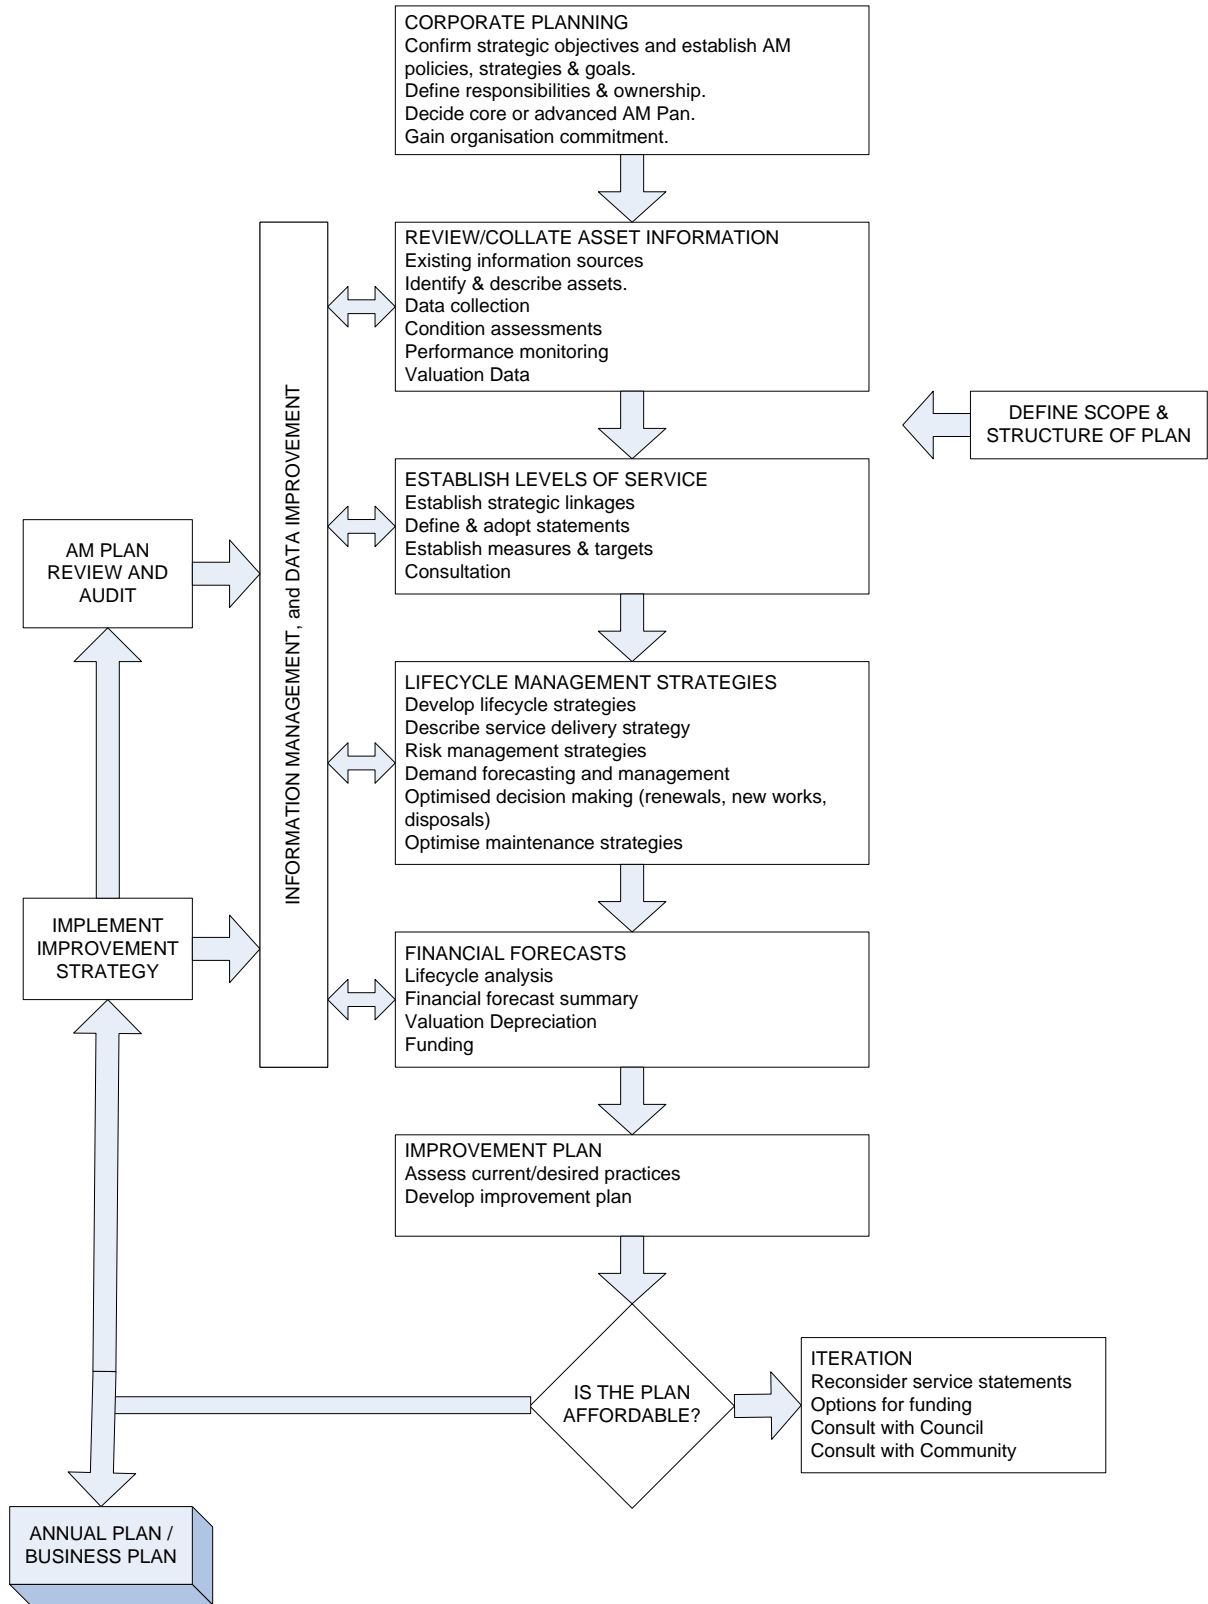 CORPORATE PLANNING
Confirm strategic objectives and establish AM
policies, strategies & goals.
Define responsibilities & ownership.
Decide core or advanced AM Pan.
Gain organisation commitment.
REVIEW/COLLATE ASSET INFORMATION
Existing information sources
Identify & describe assets.
Data collection
Condition assessments
Performance monitoring
Valuation Data
DEFINE SCOPE &
STRUCTURE OF PLAN
INFORMATION MANAGEMENT, and DATA IMPROVEMENT
ESTABLISH LEVELS OF SERVICE
Establish strategic linkages
Define & adopt statements
Establish measures & targets
Consultation
AM PLAN
REVIEW AND
AUDIT
LIFECYCLE MANAGEMENT STRATEGIES
Develop lifecycle strategies
Describe service delivery strategy
Risk management strategies
Demand forecasting and management
Optimised decision making (renewals, new works,
disposals)
Optimise maintenance strategies
IMPLEMENT
IMPROVEMENT
STRATEGY
FINANCIAL FORECASTS
Lifecycle analysis
Financial forecast summary
Valuation Depreciation
Funding
IMPROVEMENT PLAN
Assess current/desired practices
Develop improvement plan
IS THE PLAN
AFFORDABLE?
ITERATION
Reconsider service statements
Options for funding
Consult with Council
Consult with Community
ANNUAL PLAN /
BUSINESS PLAN